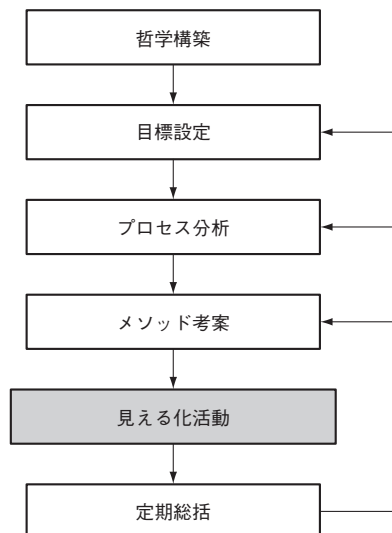 哲学構築
目標設定
プロセス分析
メソッド考案
見える化活動
定期総括